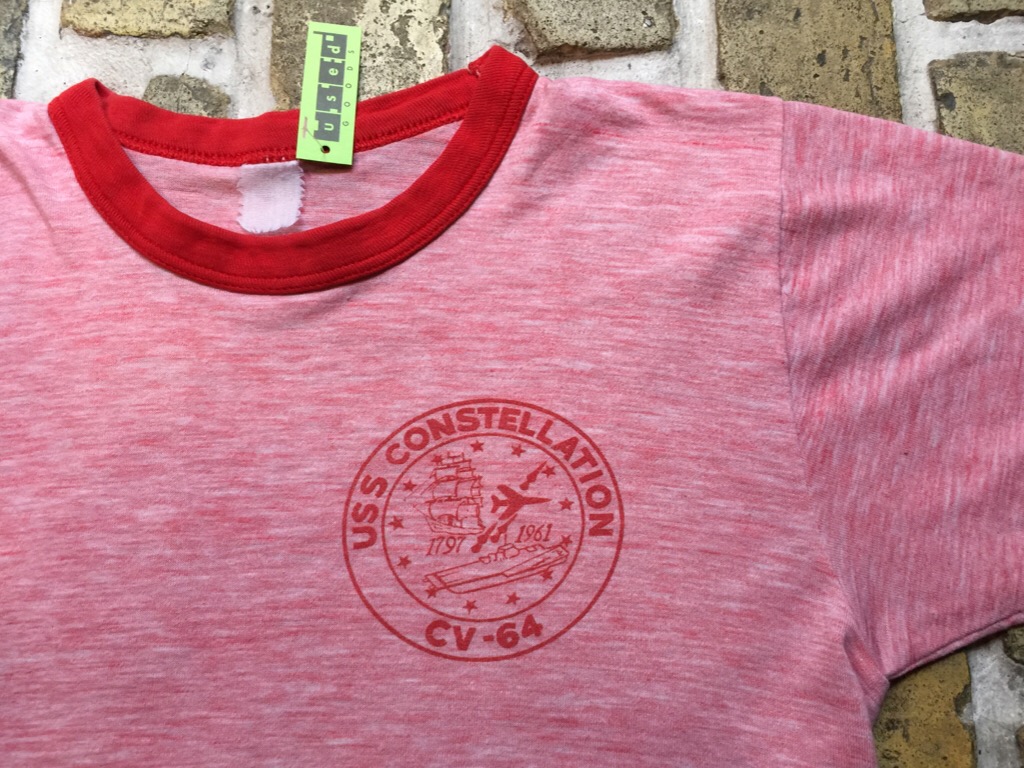 used
GOODS
USS CONSTELLATION
1797
1961
CV-64